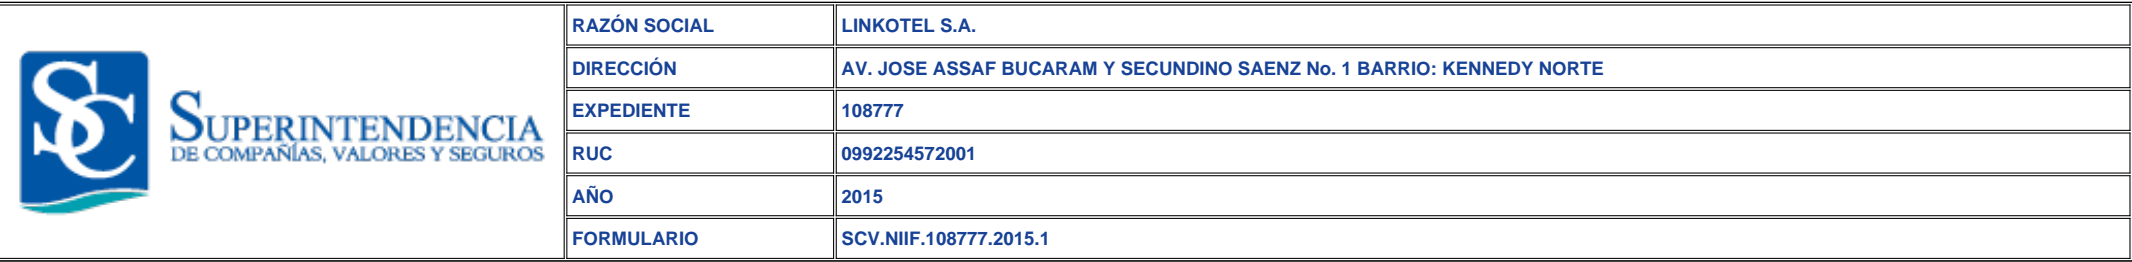 SC
SUPERINTENDENCIA
DE COMPAÑÍAS, VALORES Y SEGUROS
RAZÓN SOCIAL LINKOTEL S.A.
DIRECCIÓN AV. JOSE ASSAF BUCARAM Y SECUNDINO SAENZ No. 1 BARRIO: KENNEDY NORTE
EXPEDIENTE 108777
RUC 0992254572001
AÑO 2015
FORMULARIO SCV.NIIF.108777.2015.1